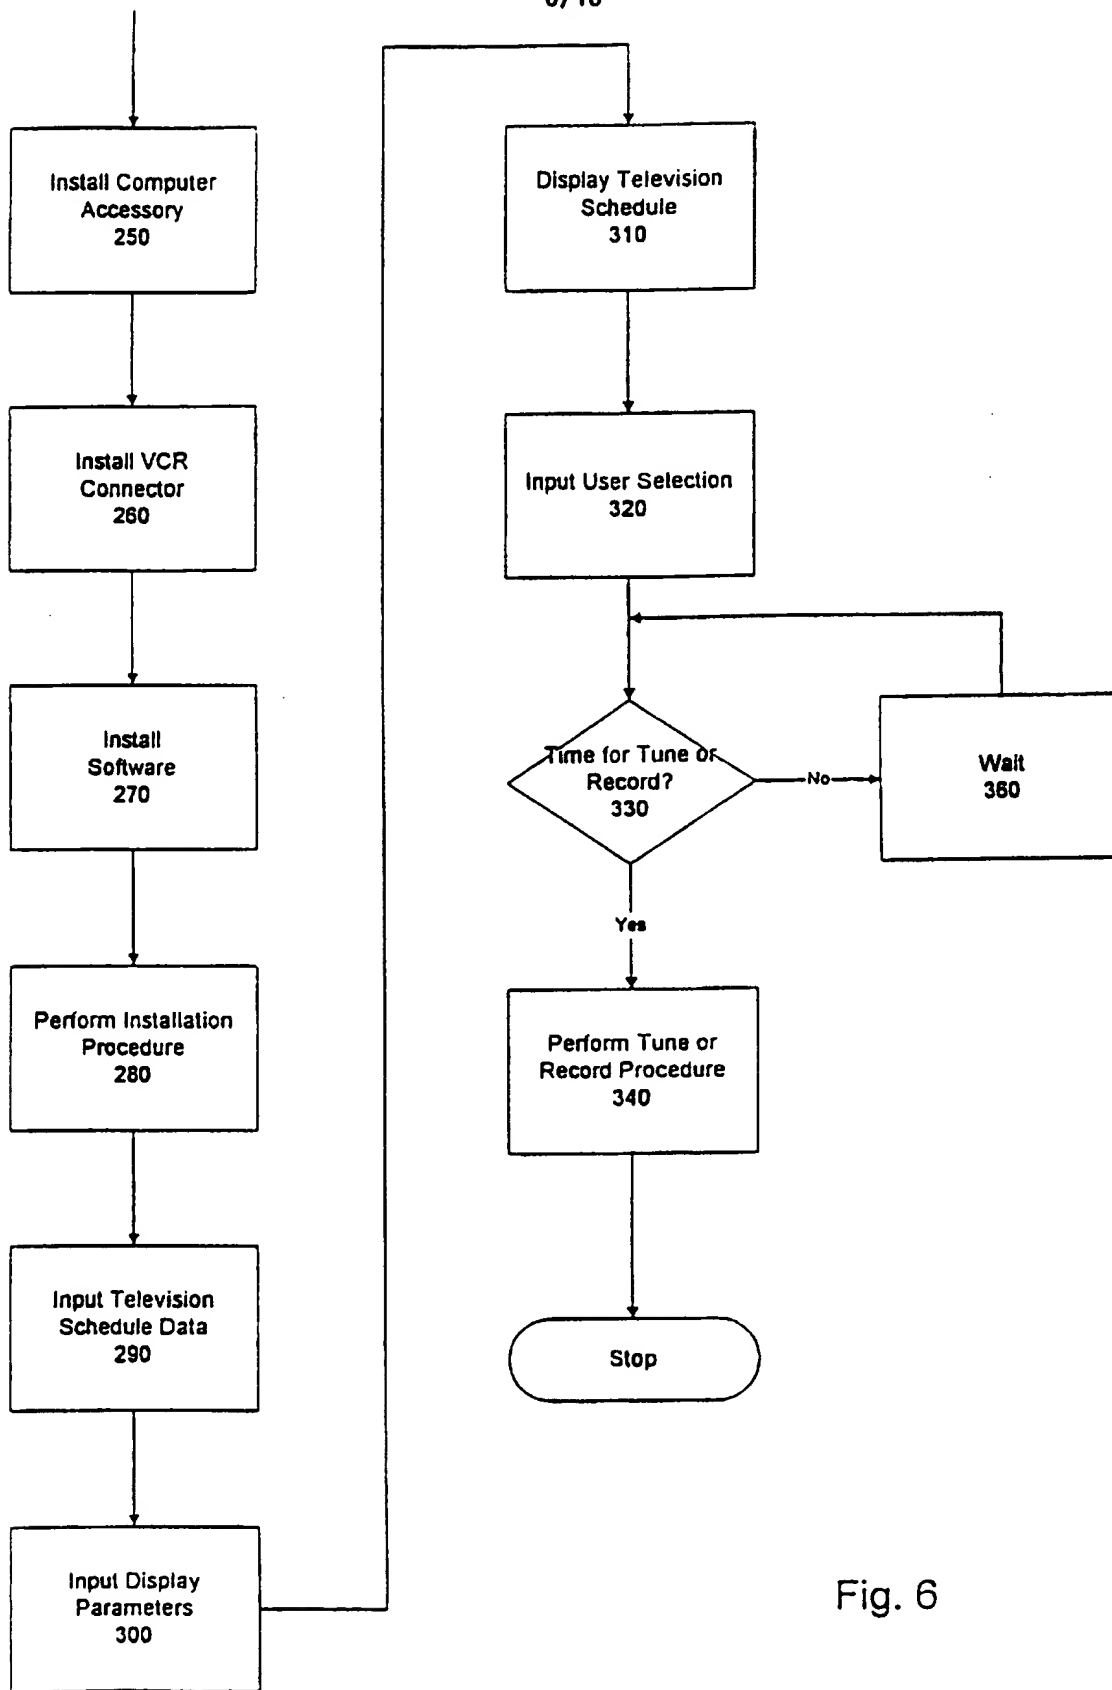 Install Computer
Accessory
250
Install VCR
Connector
260
Install
Software
270
Perform Installation
Procedure
280
Input Television
Schedule Data
290
Input Display
Parameters
300
Display Television
Schedule
310
Input User Selection
320
Time for Tune or
Record?
330
No
Wait
360
Yes
Perform Tune or
Record Procedure
340
Stop
Fig. 6